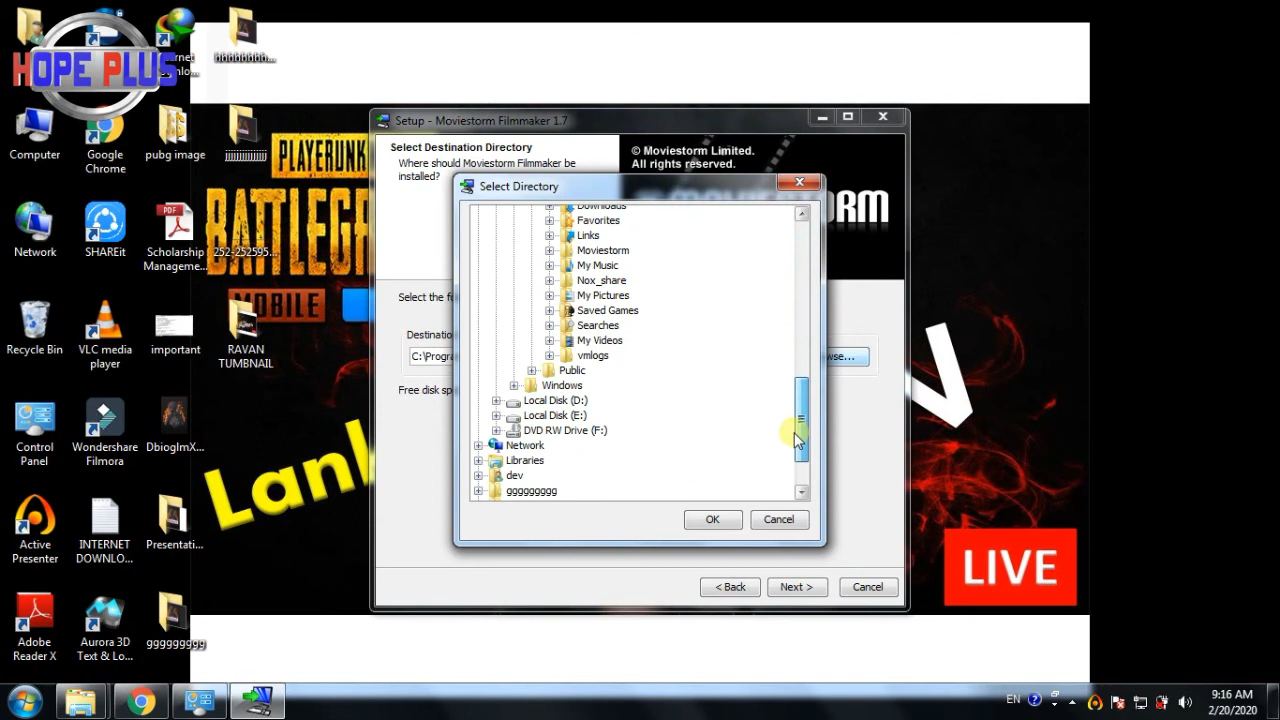 HOPE PLUS
Computer
Google
Chrome
pubg image
jjjjjjjjjjjjjj
Network
SHAREit
Scholarship
Manageme...
252-252595...
Recycle Bin
VLC media
player
important
RAVAN
TUMBNAIL
Control
Panel
Wondershare
Filmora
DbiogImX...
Active
Presenter
INTERNET
DOWNLO...
Presentati...
Adobe
Reader X
Aurora 3D
Text & Lo...
ggggggggg
PLAYERUNK
BATTLEGR
MOBILE
LIVE
Setup - Moviestorm Filmmaker 1.7
Select Destination Directory
Where should Moviestorm Filmmaker be
installed?
© Moviestorm Limited.
All rights reserved.
Select the fo
Destinatio
C:\Progra
wse...
Free disk sp
< Back
Next >
Cancel
Select Directory
Downloads
Favorites
Links
Moviestorm
My Music
Nox_share
My Pictures
Saved Games
Searches
My Videos
vmlogs
Public
Windows
Local Disk (D:)
Local Disk (E:)
DVD RW Drive (F:)
Network
Libraries
dev
ggggggggg
OK
Cancel
EN
9:16 AM
2/20/2020